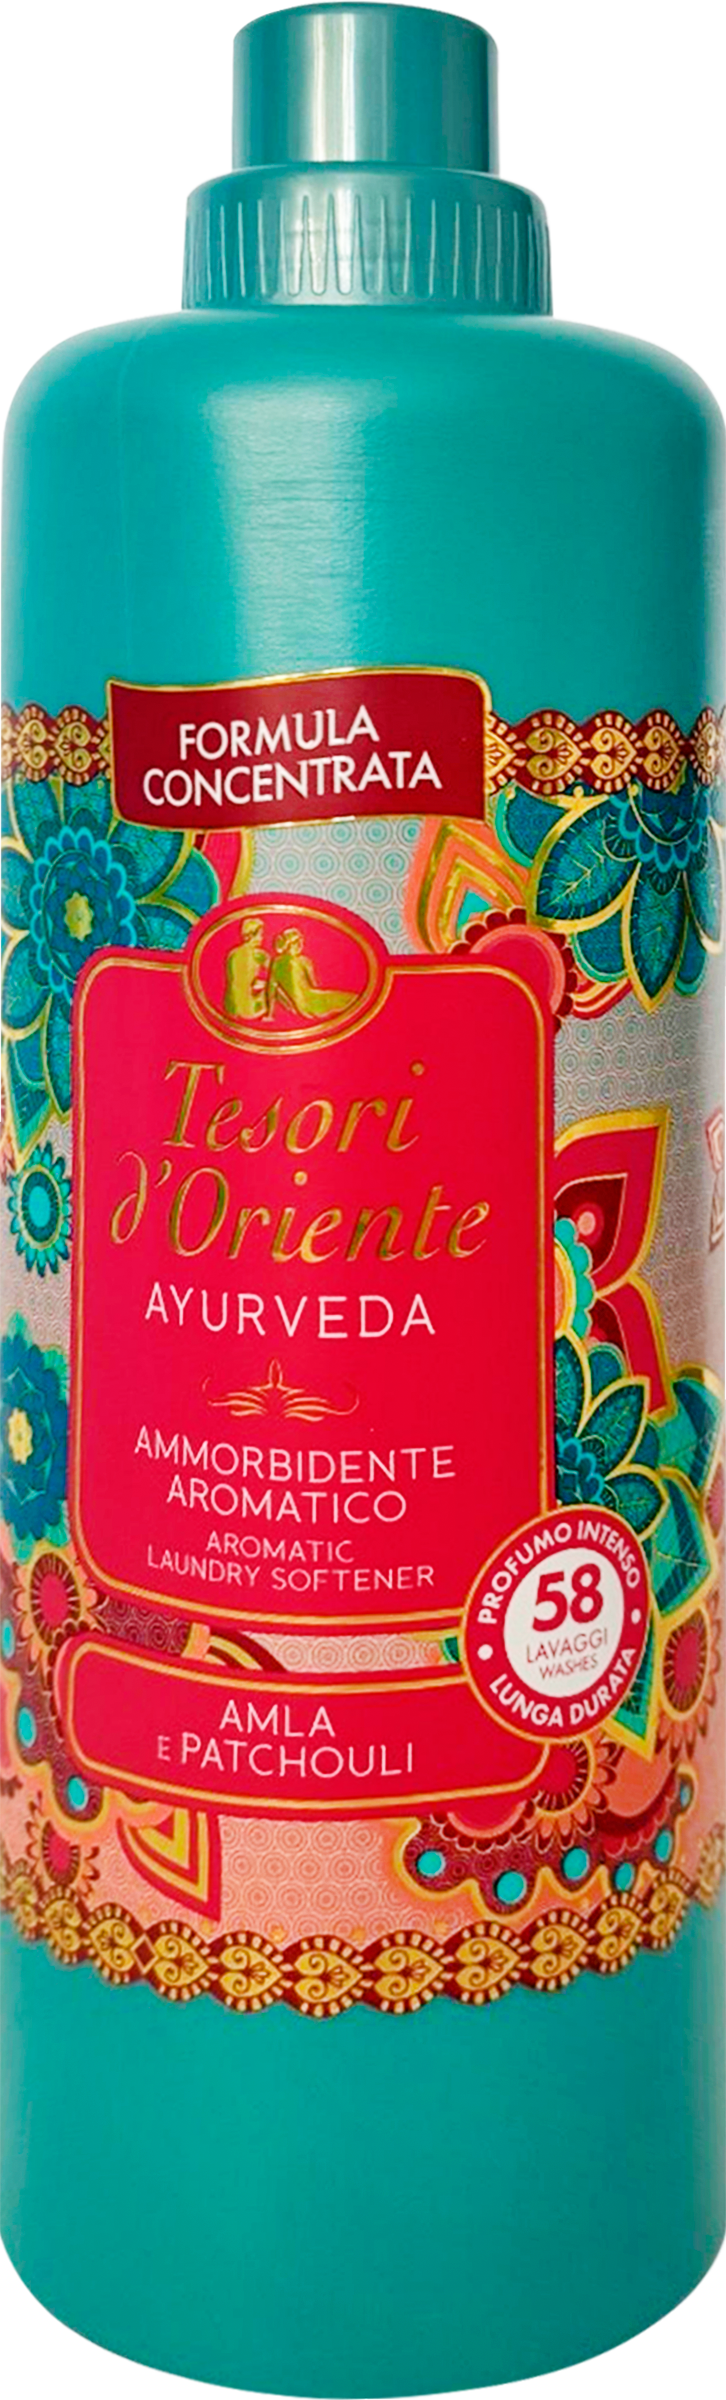 FORMULA
CONCENTRATA
Tesori
d'Oriente
AYURVEDA
AMMORBIDENTE
AROMATICO
AROMATIC
LAUNDRY SOFTENER
PROFUMO INTENSO
58
LAVAGGI
WASHES
LUNGA DURATA
AMLA
E PATCHOULI